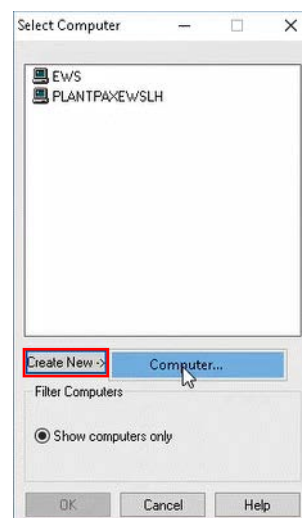 Select Computer
EWS
PLANTPAXEWSLH
Create New ->
Computer...
Filter Computers
Show computers only
OK Cancel Help